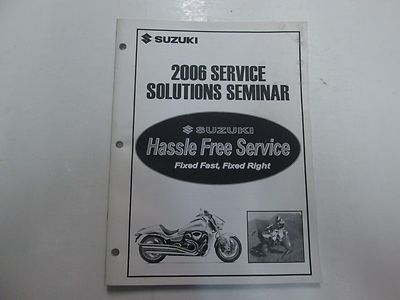 SUZUKI
2006 SERVICE
SOLUTIONS SEMINAR
SUZUKI
Hassle Free Service
Fixed Fast, Fixed Right